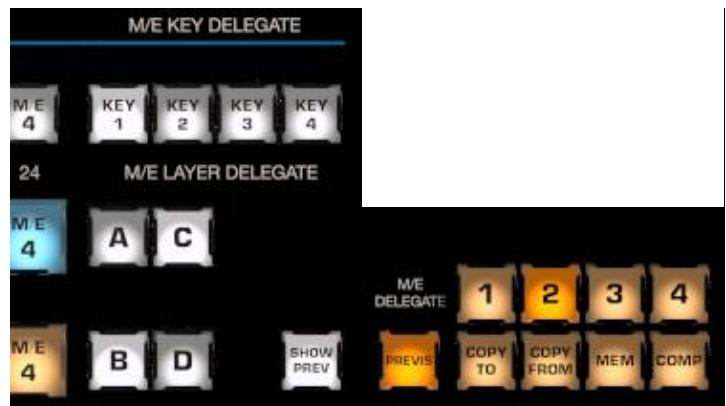 M/E KEY DELEGATE
M/E 4 KEY 1 KEY 2 KEY 3 KEY 4
24 M/E LAYER DELEGATE
M/E 4 A C
M/E 4 B D SHOW PREV
M/E DELEGATE 1 2 3 4
PREVIS COPY TO COPY FROM MEM COMP